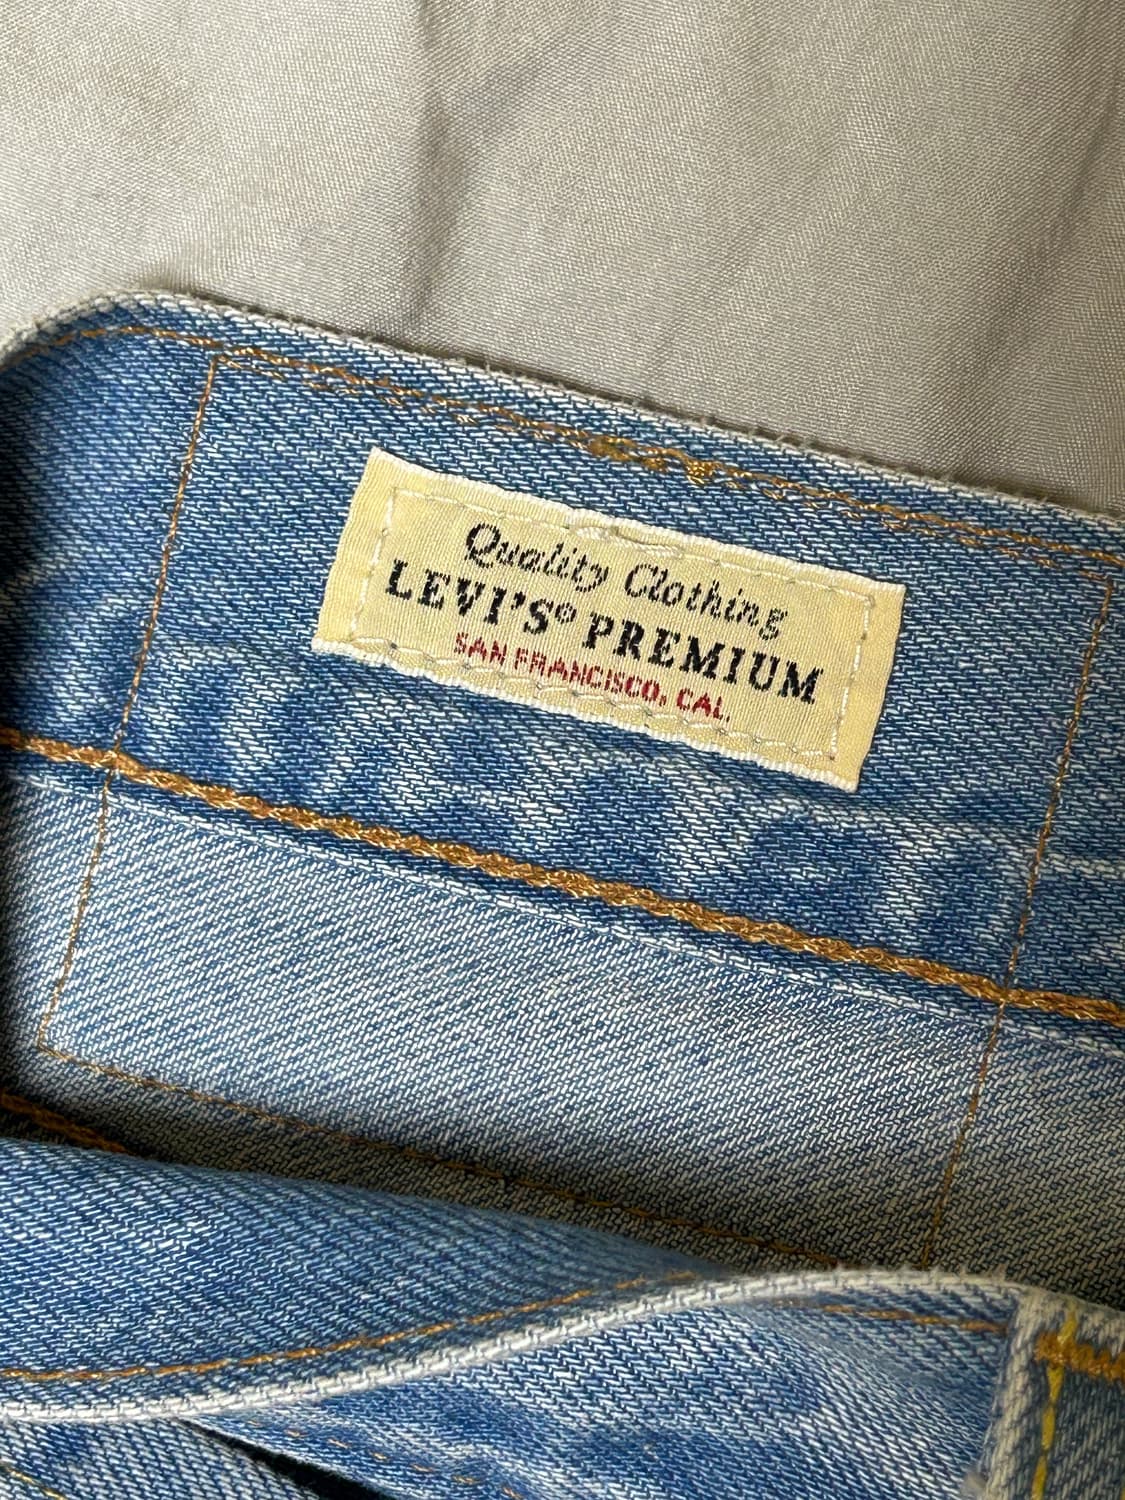 Quality Clothing
LEVI'S® PREMIUM
SAN FRANCISCO, CAL.